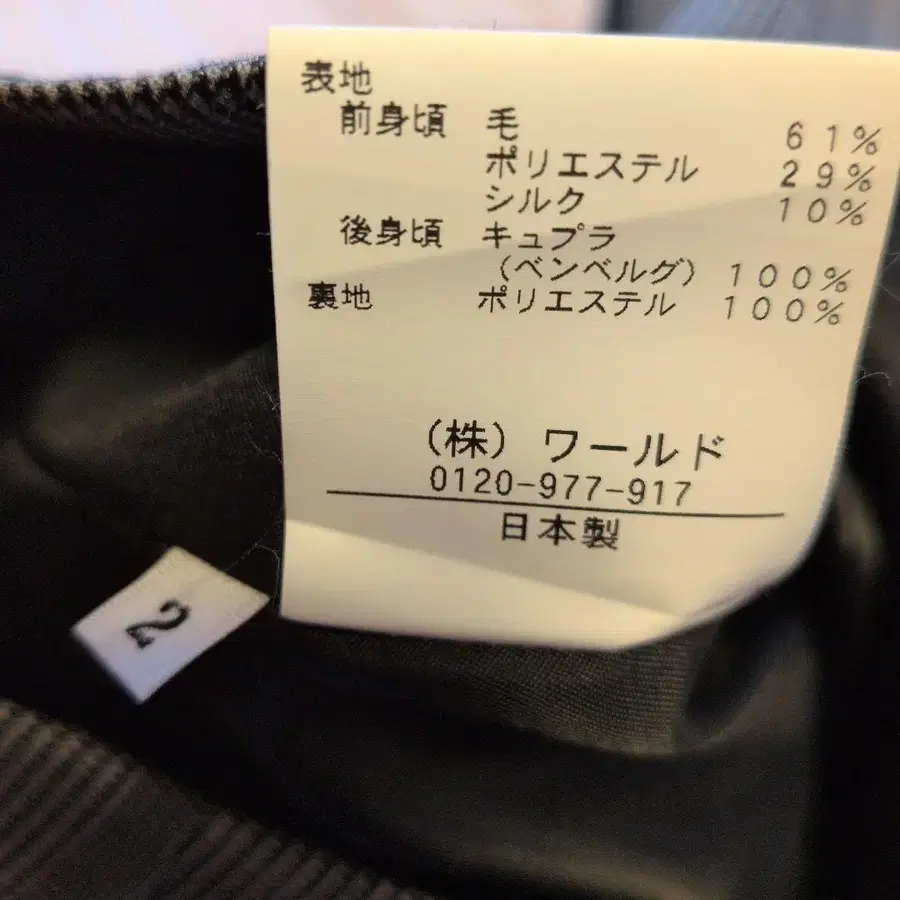 表地
前身頃 毛 61%
ポリエステル 29%
シルク 10%
後身頃 キュプラ
(ベンベルグ) 100%
裏地 ポリエステル 100%
(株) ワールド
0120-977-917
日本製
2